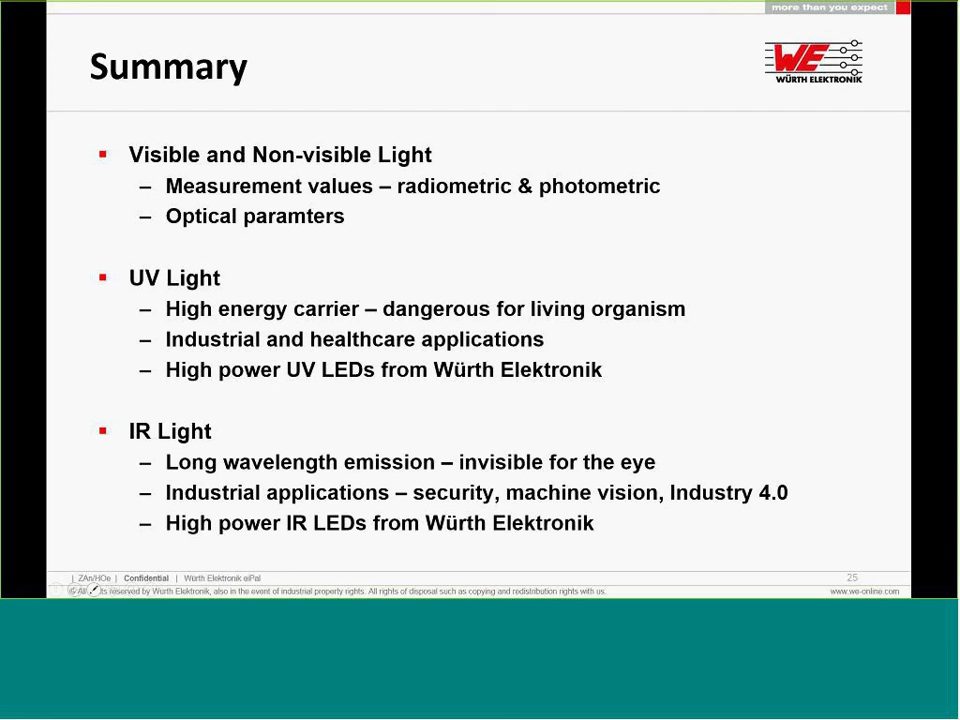 more than you expect
Summary
WE
WÜRTH ELEKTRONIK
▪ Visible and Non-visible Light
– Measurement values – radiometric & photometric
– Optical paramters
▪ UV Light
– High energy carrier – dangerous for living organism
– Industrial and healthcare applications
– High power UV LEDs from Würth Elektronik
▪ IR Light
– Long wavelength emission – invisible for the eye
– Industrial applications – security, machine vision, Industry 4.0
– High power IR LEDs from Würth Elektronik
| ZAn/HOe | Confidential | Würth Elektronik eiPal
25
© reserved by Würth Elektronik, also in the event of industrial property rights. All rights of disposal such as copying and redistribution rights with us.
www.we-online.com